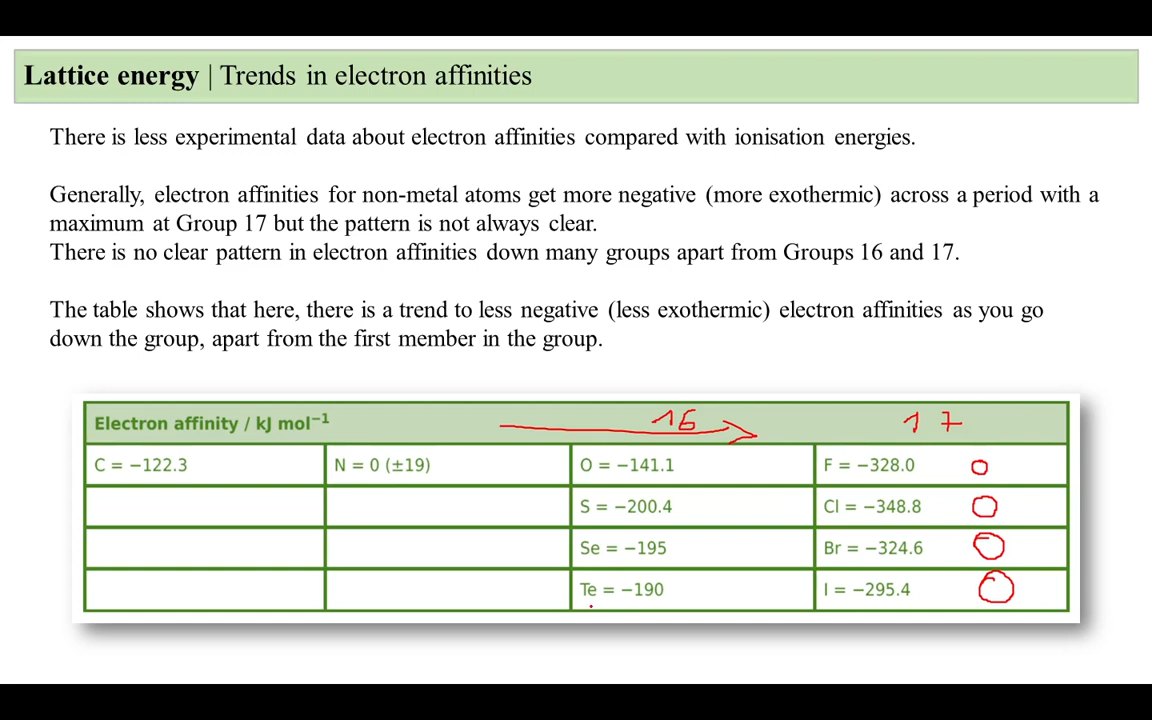 Lattice energy | Trends in electron affinities
There is less experimental data about electron affinities compared with ionisation energies.
Generally, electron affinities for non-metal atoms get more negative (more exothermic) across a period with a
maximum at Group 17 but the pattern is not always clear.
There is no clear pattern in electron affinities down many groups apart from Groups 16 and 17.
The table shows that here, there is a trend to less negative (less exothermic) electron affinities as you go
down the group, apart from the first member in the group.
Electron affinity / kJ mol⁻¹ 16 17
C = −122.3 N = 0 (±19) O = −141.1 F = −328.0
S = −200.4 Cl = −348.8
Se = −195 Br = −324.6
Te = −190 I = −295.4